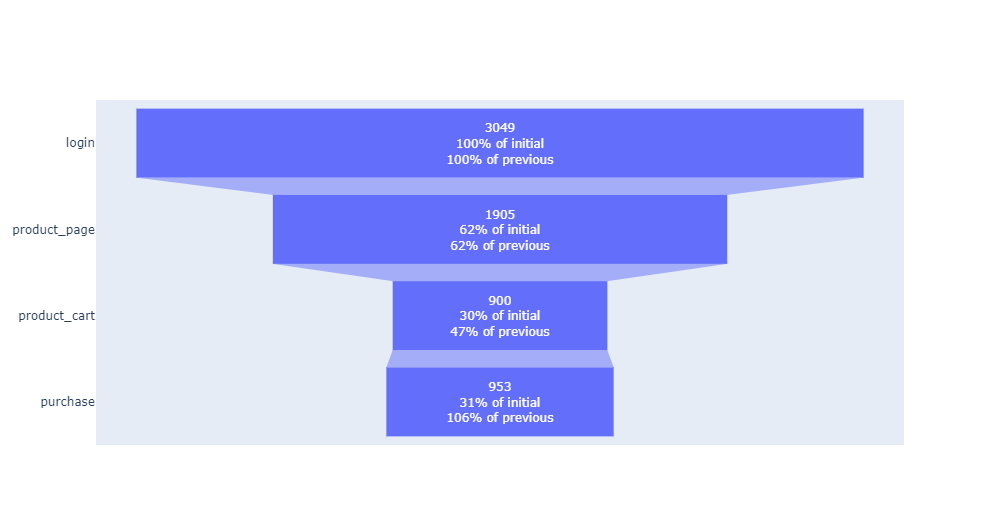 login
3049
100% of initial
100% of previous
product_page
1905
62% of initial
62% of previous
product_cart
900
30% of initial
47% of previous
purchase
953
31% of initial
106% of previous